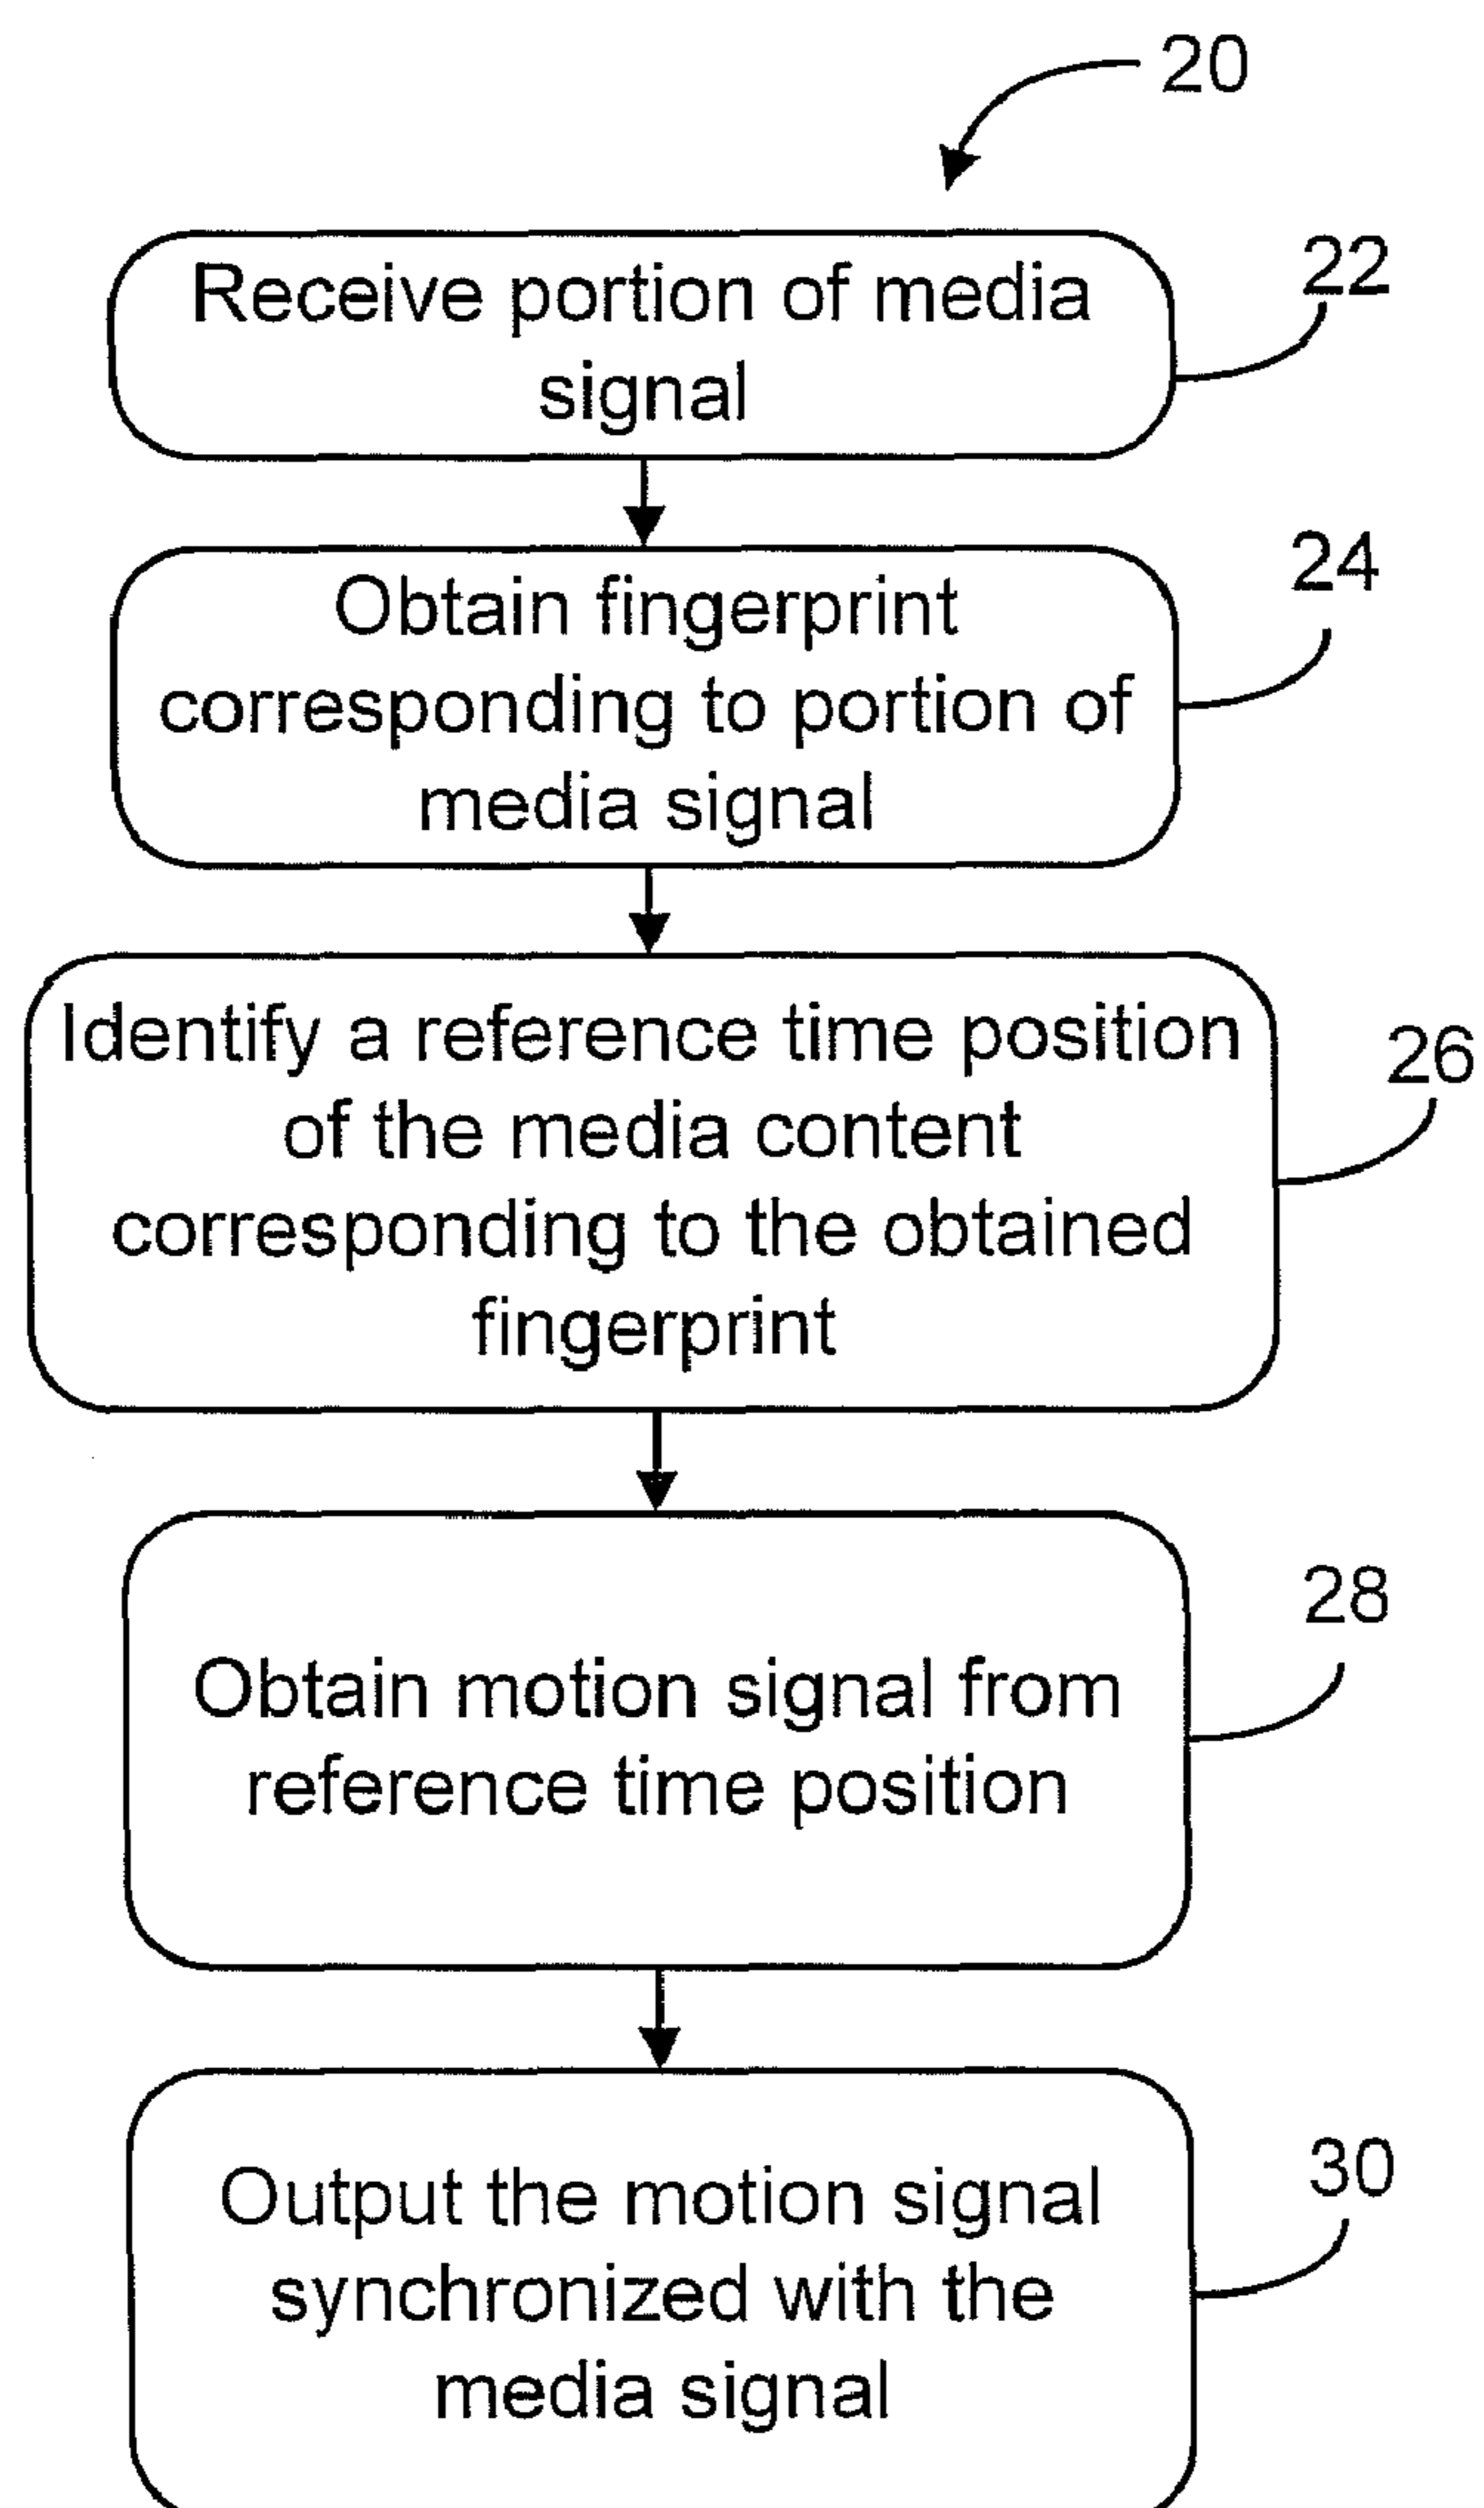 20
Receive portion of media
signal
22
Obtain fingerprint
corresponding to portion of
media signal
24
Identify a reference time position
of the media content
corresponding to the obtained
fingerprint
26
Obtain motion signal from
reference time position
28
Output the motion signal
synchronized with the
media signal
30